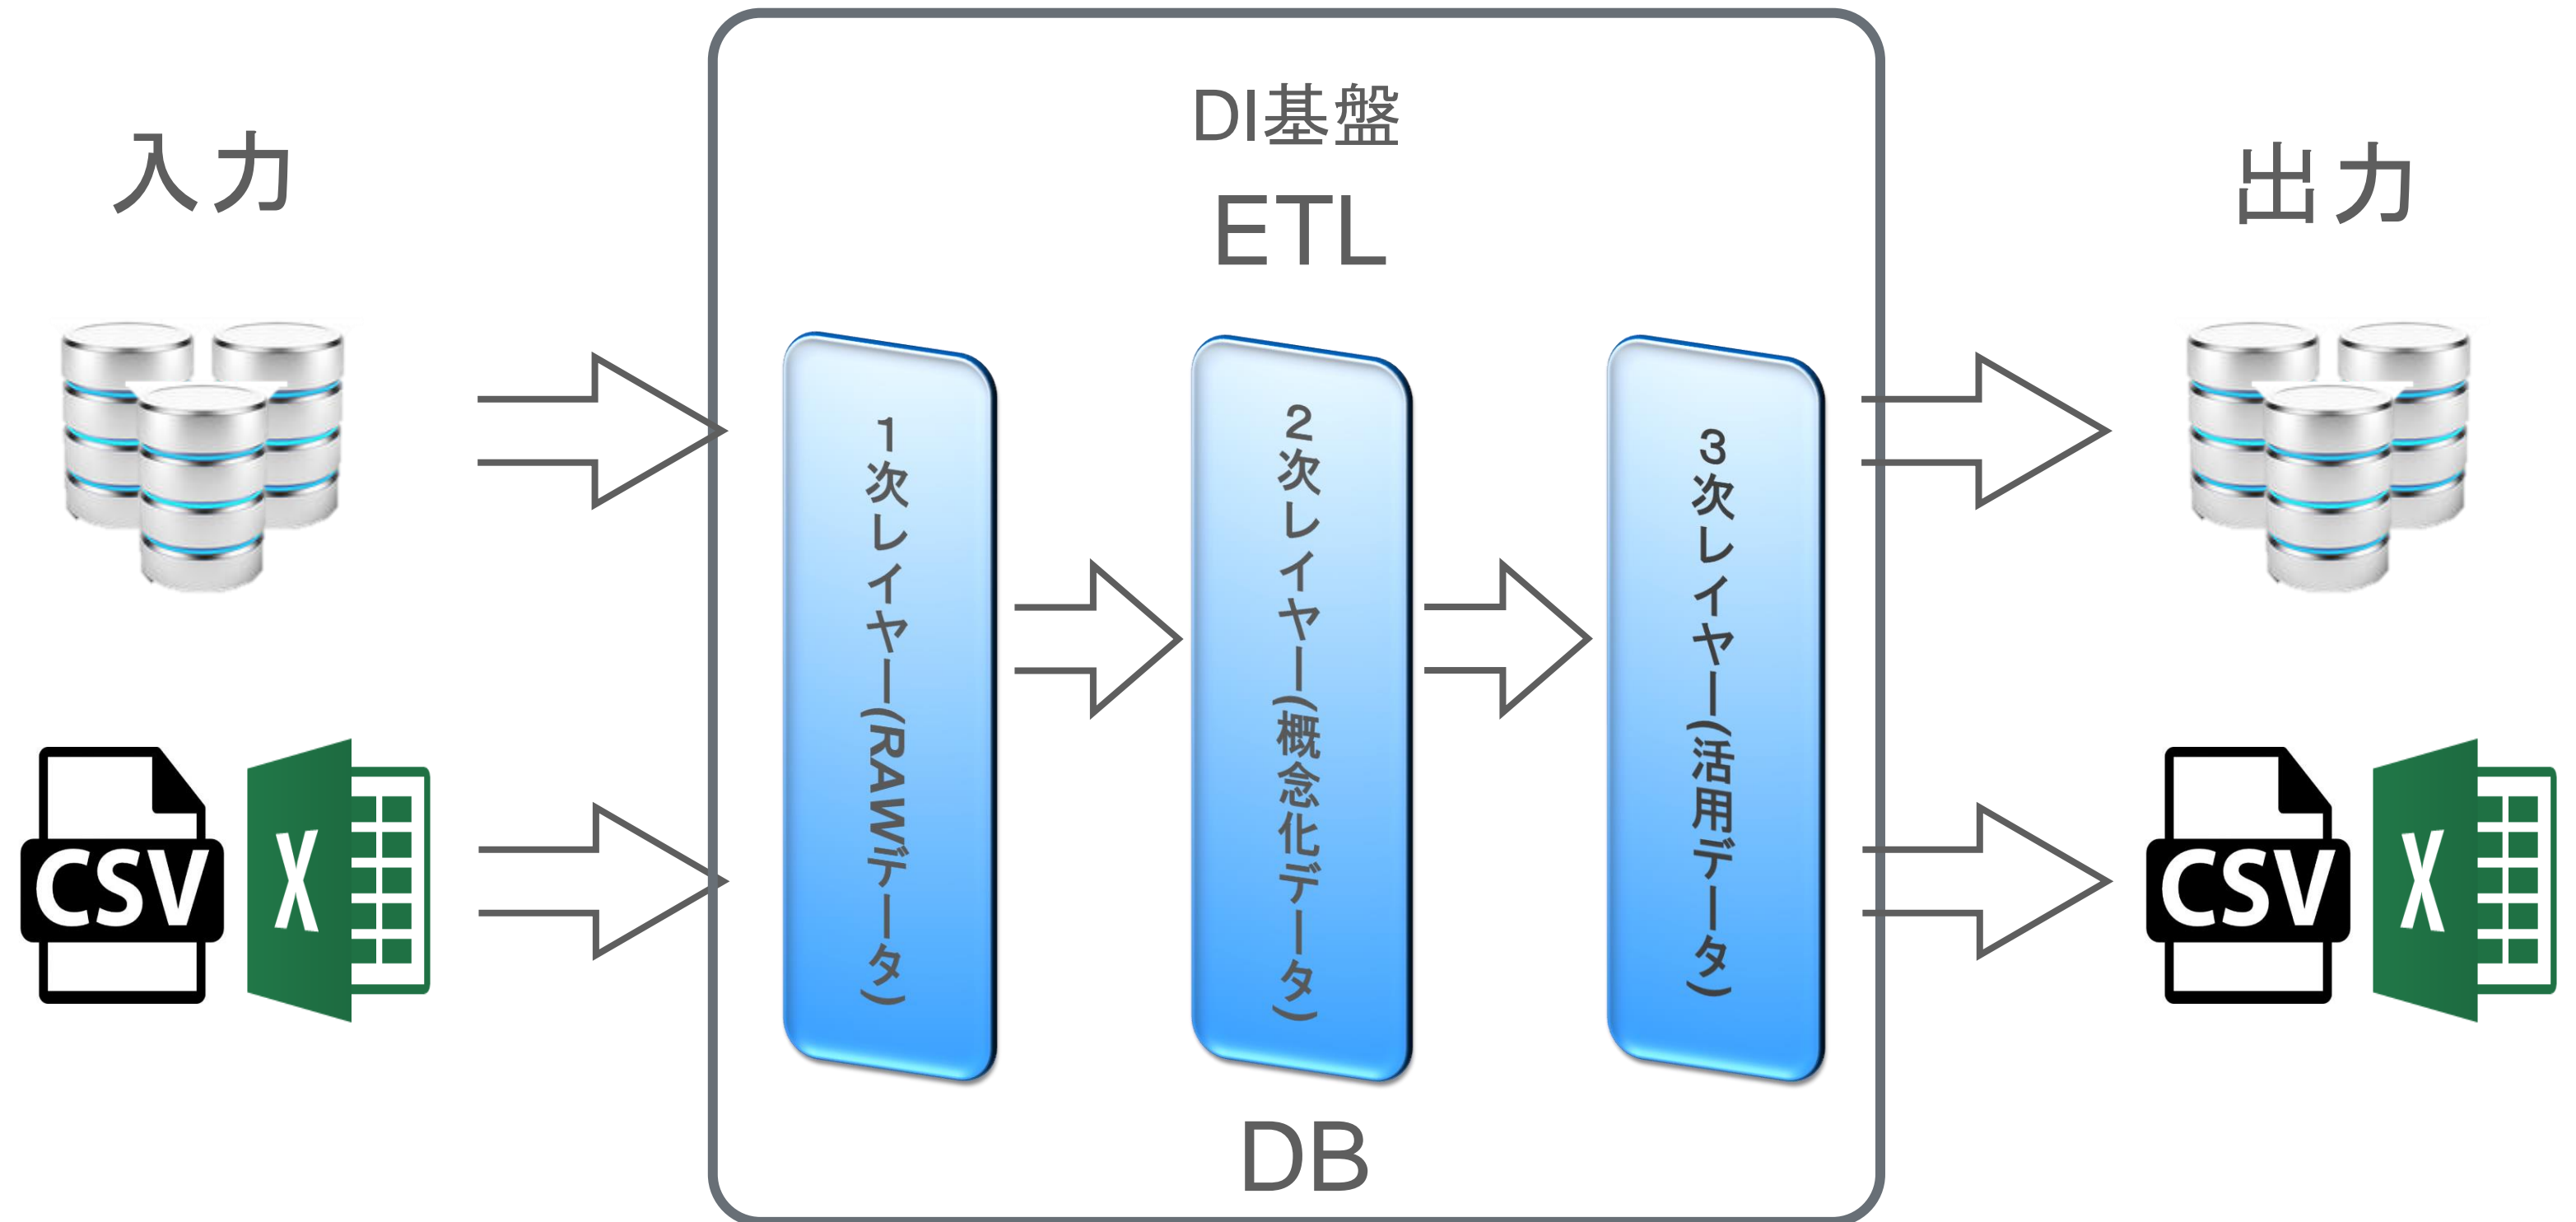 入力
DI基盤
ETL
出力
1次レイヤー(RAWデータ)
2次レイヤー(概念化データ)
3次レイヤー(活用データ)
CSV
X
CSV
X
DB